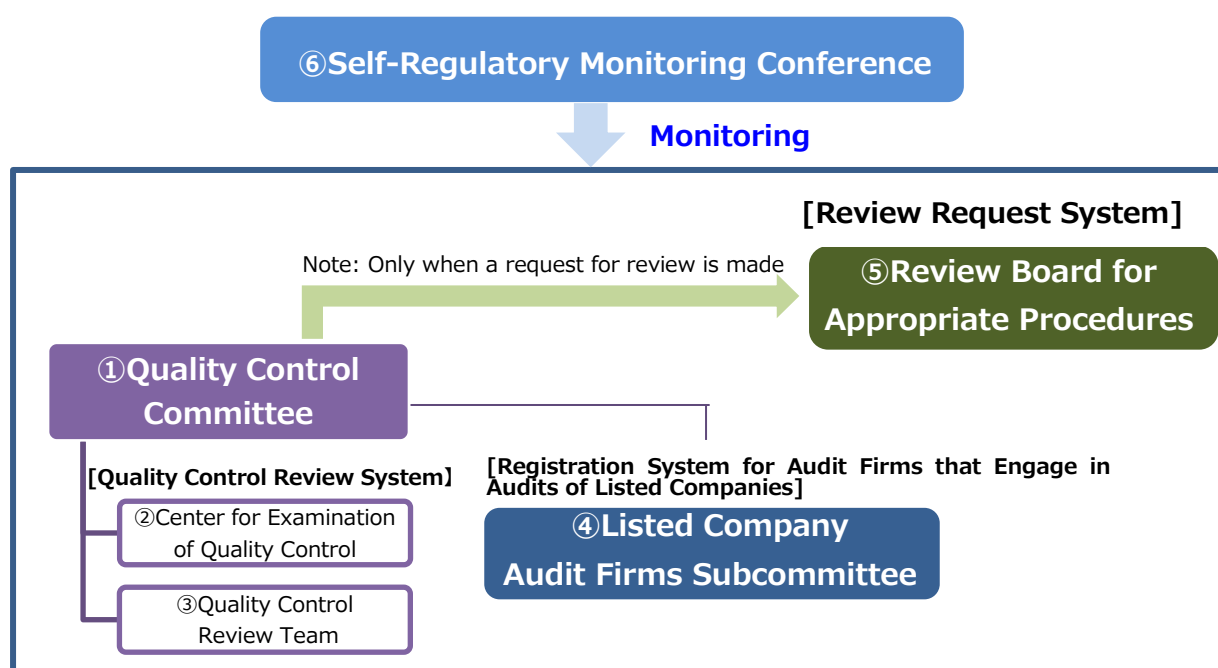 ⑥Self-Regulatory Monitoring Conference
Monitoring
[Review Request System]
Note: Only when a request for review is made
⑤Review Board for
Appropriate Procedures
①Quality Control
Committee
[Quality Control Review System】
②Center for Examination
of Quality Control
③Quality Control
Review Team
[Registration System for Audit Firms that Engage in
Audits of Listed Companies]
④Listed Company
Audit Firms Subcommittee